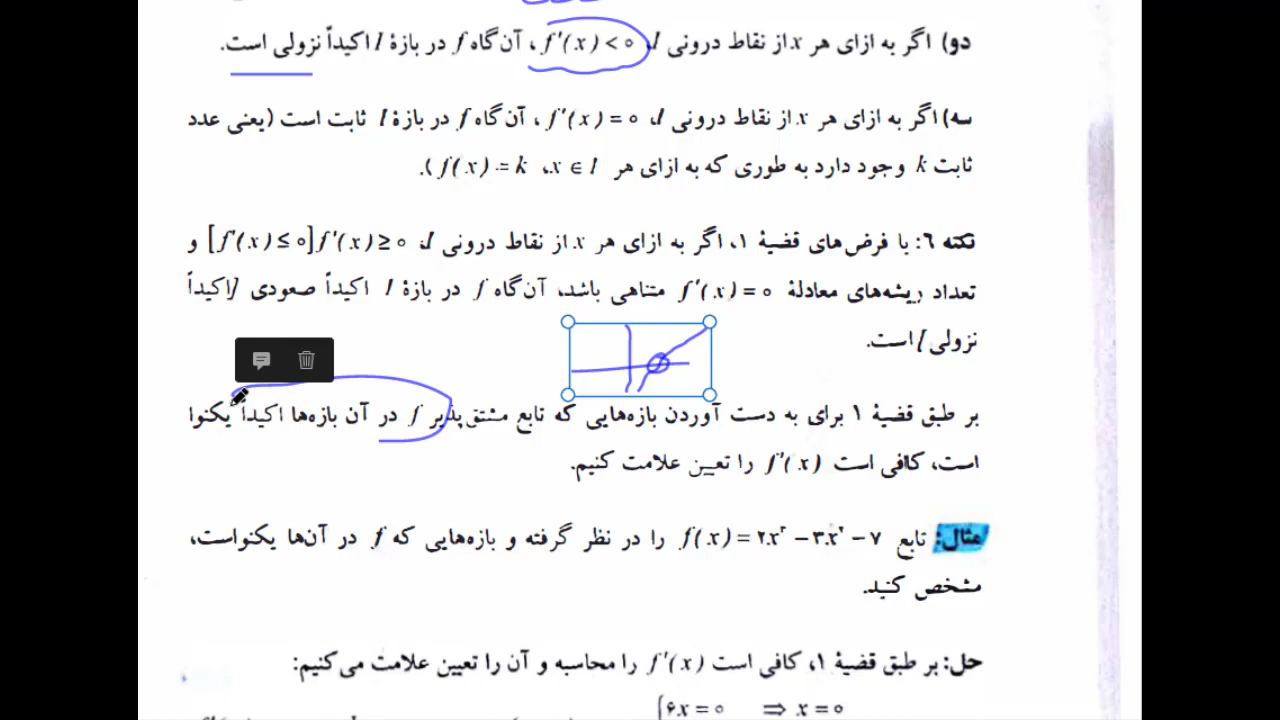 دو) اگر به ازای هر x از نقاط درونی I، f'(x) < ۰، آن‌گاه f در بازهٔ I اکیداً نزولی است.
سه) اگر به ازای هر x از نقاط درونی I، f'(x) = ۰، آن‌گاه f در بازهٔ I ثابت است (یعنی عدد
ثابت k وجود دارد به طوری که به ازای هر x ∈ I، f(x) = k).
نکته ٦: با فرض‌های قضیهٔ ۱، اگر به ازای هر x از نقاط درونی I، f'(x) ≥ ۰ [f'(x) ≤ ۰] و
تعداد ریشه‌های معادلهٔ f'(x) = ۰ متناهی باشد، آن‌گاه f در بازهٔ I اکیداً صعودی [اکیداً
نزولی] است.
بر طبق قضیهٔ ۱ برای به دست آوردن بازه‌هایی که تابع مشتق‌پذیر f در آن بازه‌ها اکیداً یکنوا
است، کافی است f'(x) را تعیین علامت کنیم.
مثال: تابع f(x) = ۲x³ − ۳x² − ۷ را در نظر گرفته و بازه‌هایی که f در آن‌ها یکنواست،
مشخص کنید.
حل: بر طبق قضیهٔ ۱، کافی است f'(x) را محاسبه و آن را تعیین علامت می‌کنیم:
۶x = ۰ ⇒ x = ۰